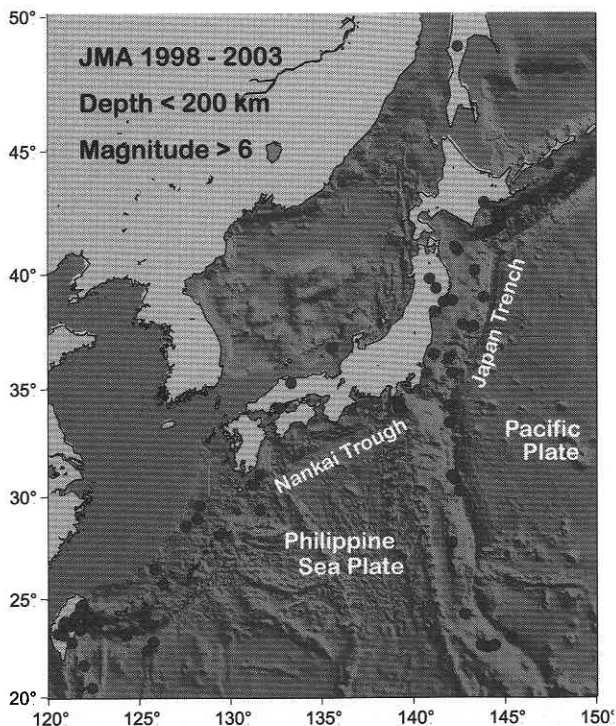 50°
JMA 1998 - 2003
Depth < 200 km
Magnitude > 6
45°
40°
Japan Trench
35°
Pacific
Plate
Nankai Trough
30°
Philippine
Sea Plate
25°
20°
120° 125° 130° 135° 140° 145° 150°